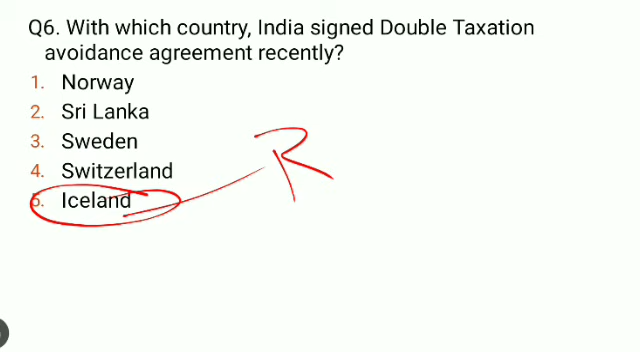 Q6. With which country, India signed Double Taxation
avoidance agreement recently?
1. Norway
2. Sri Lanka
3. Sweden
4. Switzerland
5. Iceland
R